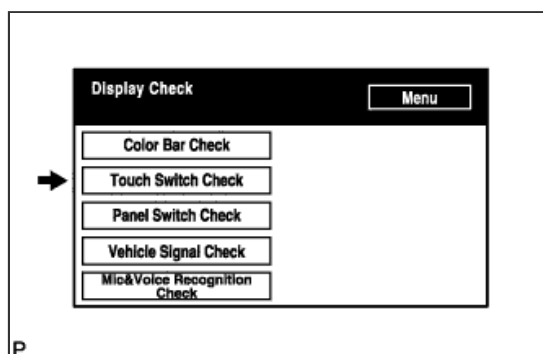 Display Check
Menu
Color Bar Check
Touch Switch Check
Panel Switch Check
Vehicle Signal Check
Mic&Voice Recognition
Check
P